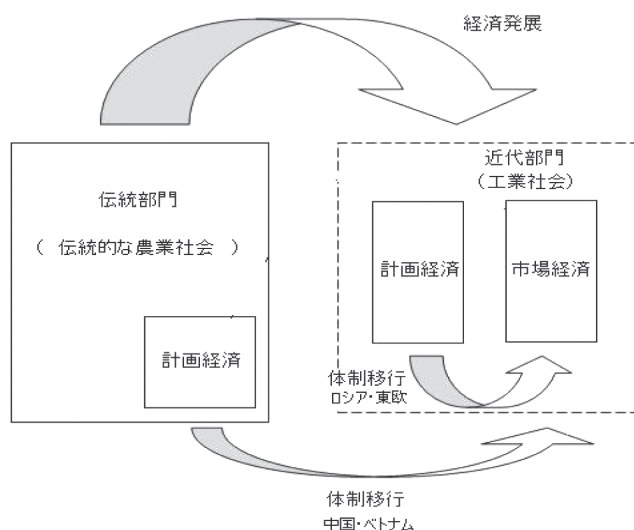 経済発展
近代部門
（工業社会）
伝統部門
（ 伝統的な農業社会 ）
計画経済
市場経済
計画経済
体制移行
ロシア・東欧
体制移行
中国・ベトナム